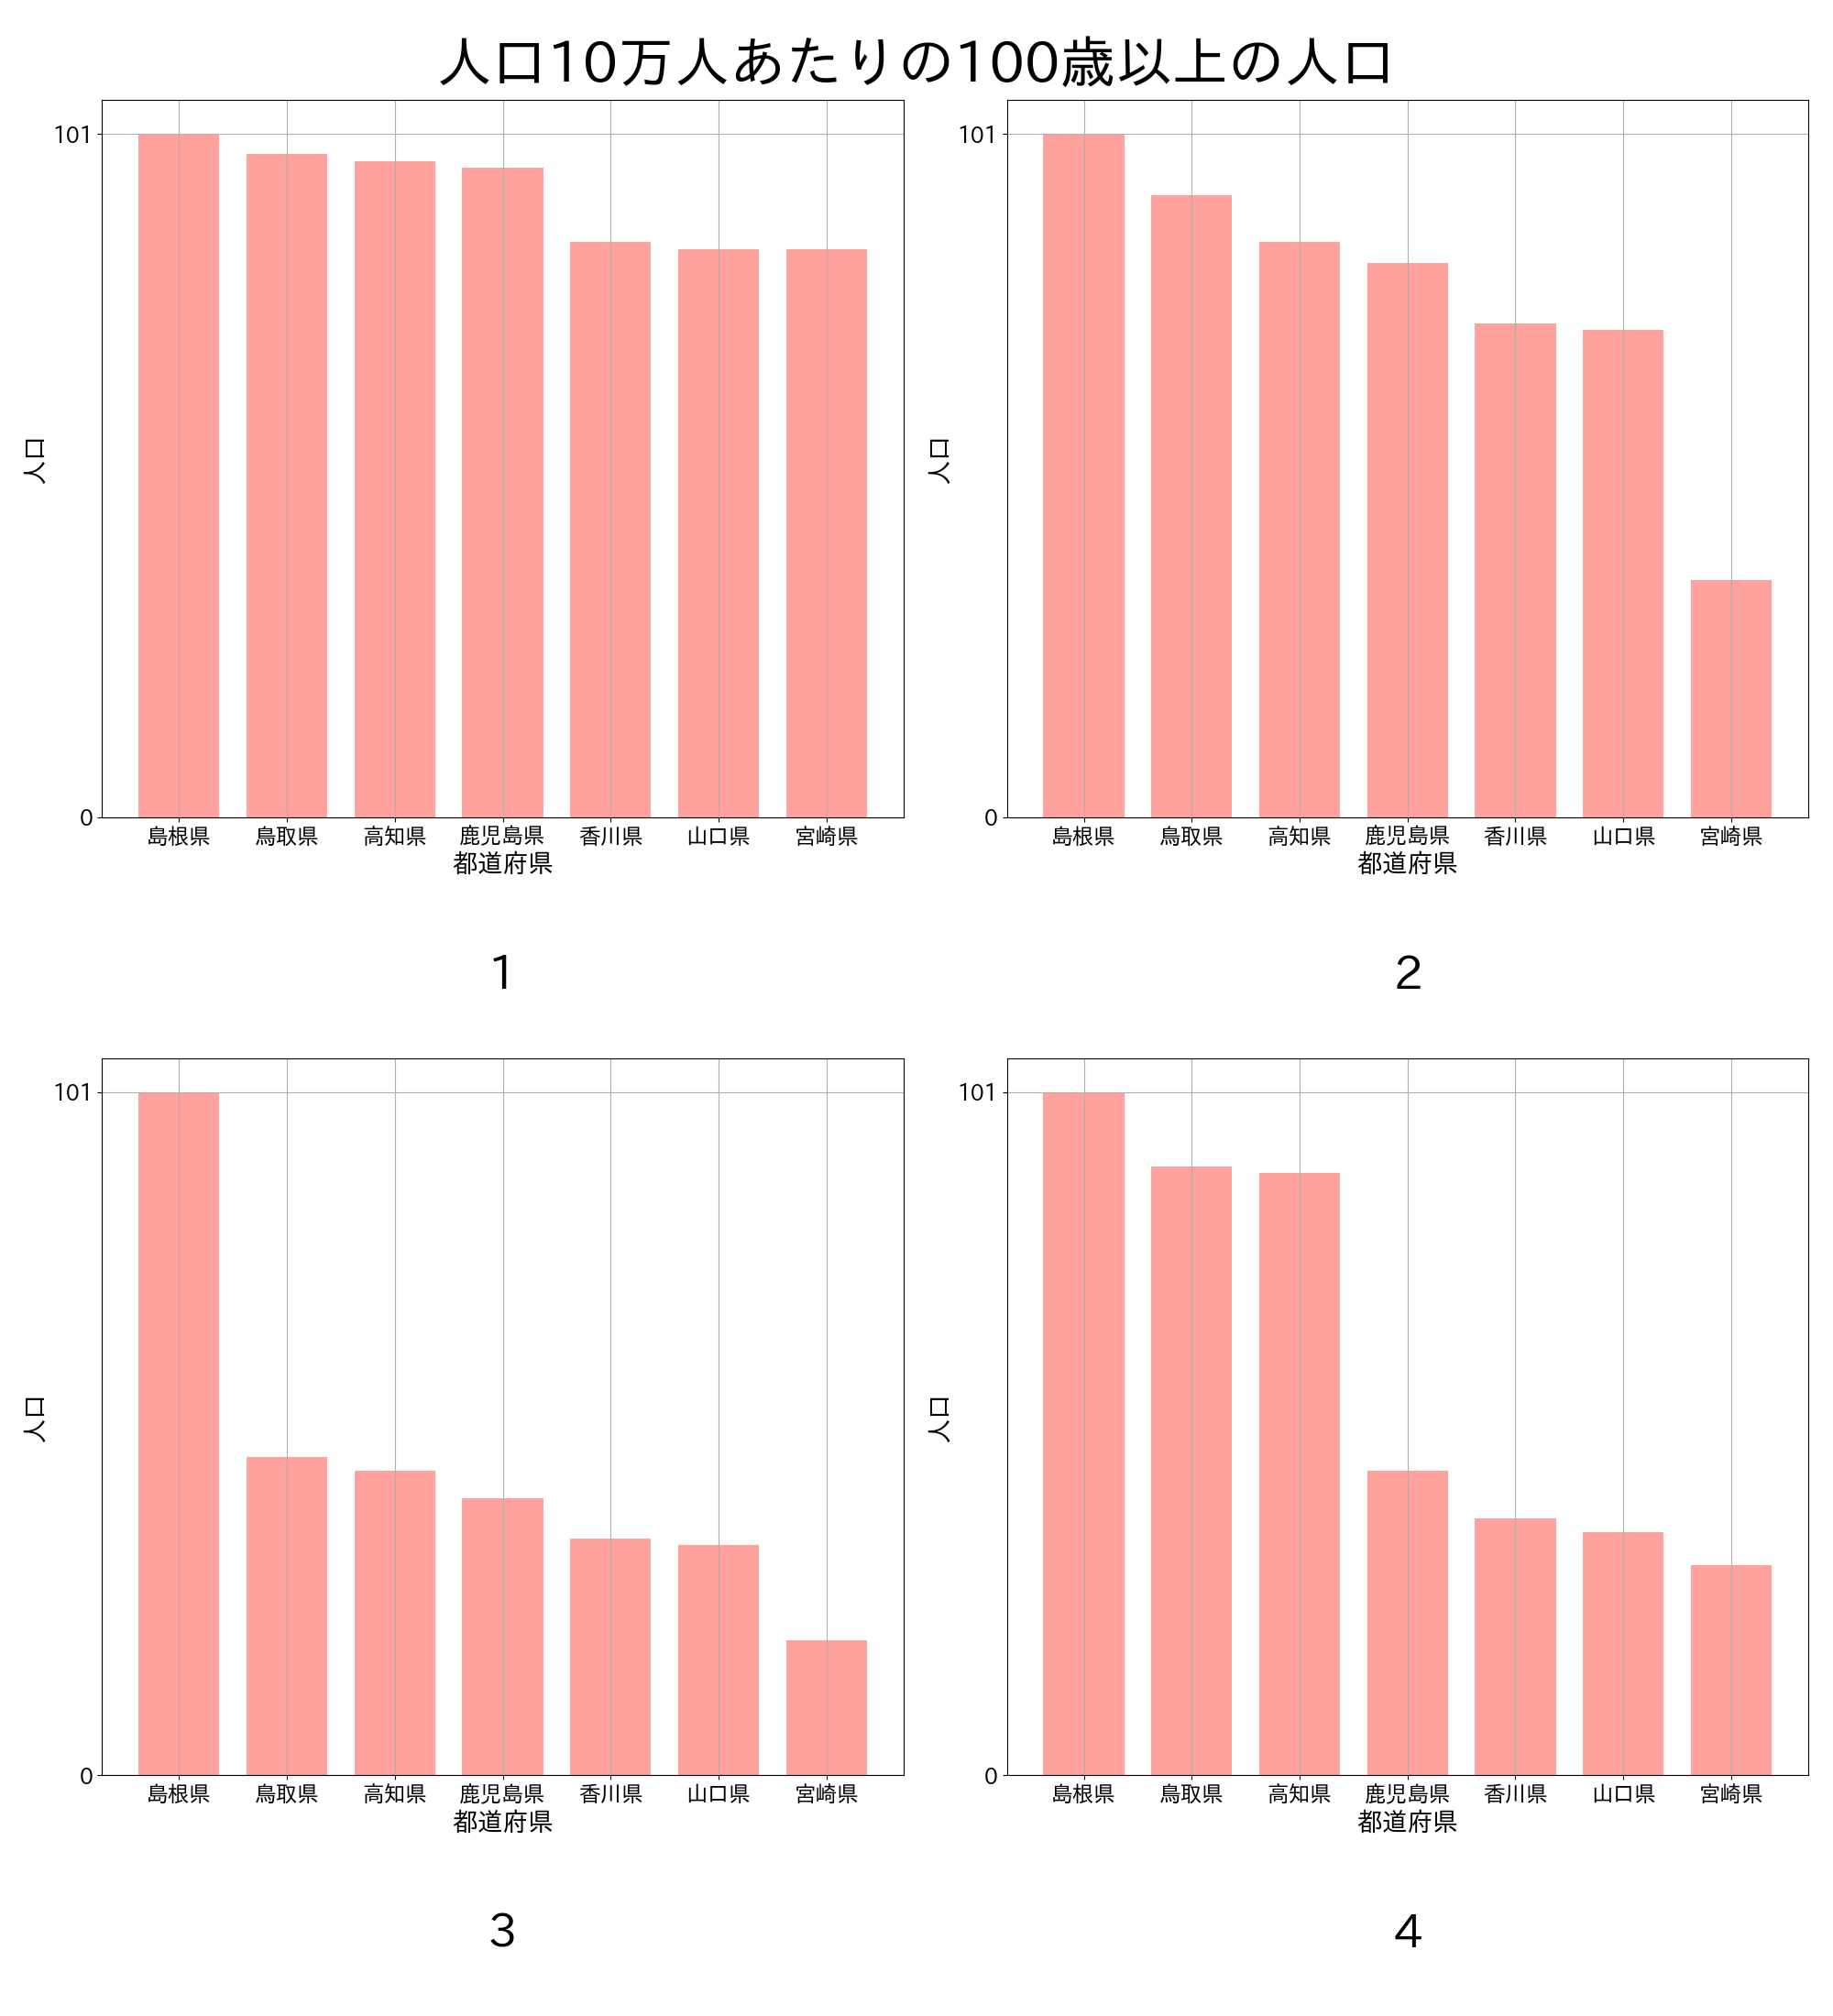 人口10万人あたりの100歳以上の人口
101
0
人口
島根県 鳥取県 高知県 鹿児島県 香川県 山口県 宮崎県
都道府県
1
101
0
人口
島根県 鳥取県 高知県 鹿児島県 香川県 山口県 宮崎県
都道府県
2
101
0
人口
島根県 鳥取県 高知県 鹿児島県 香川県 山口県 宮崎県
都道府県
3
101
0
人口
島根県 鳥取県 高知県 鹿児島県 香川県 山口県 宮崎県
都道府県
4